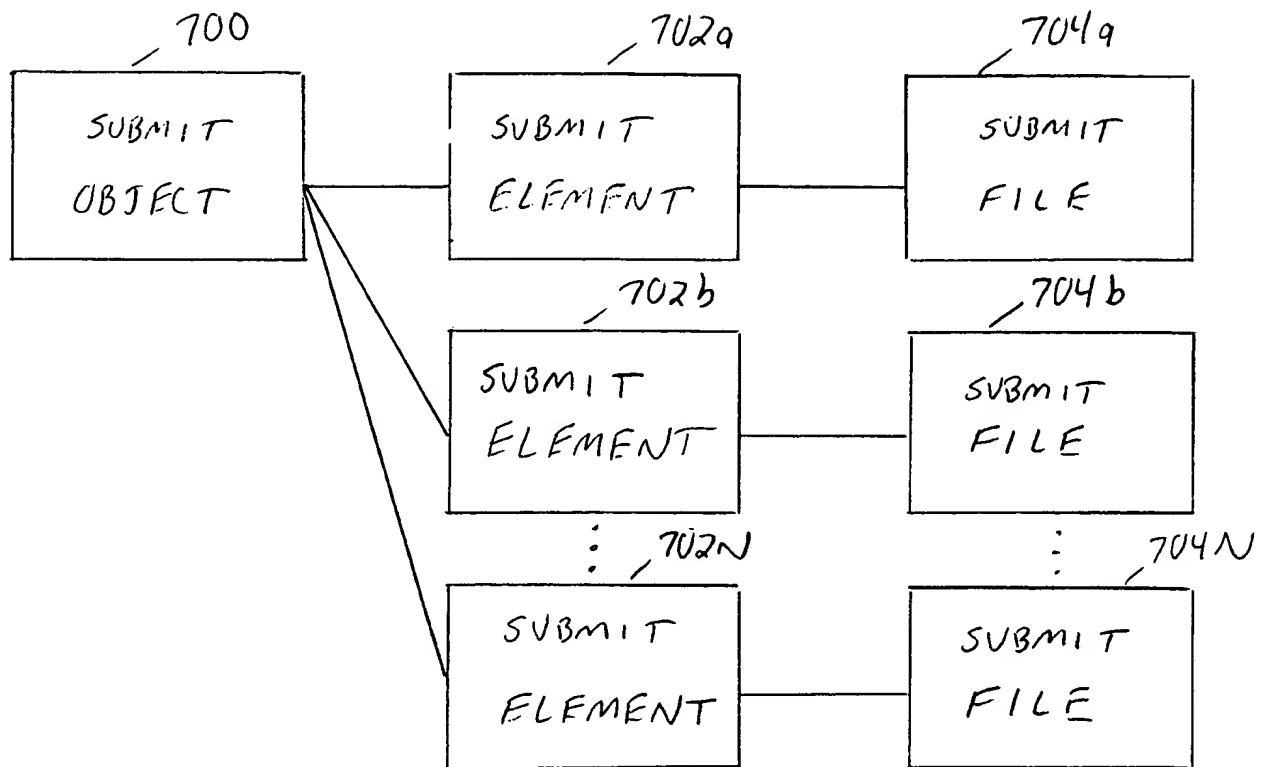 700
SUBMIT
OBJECT
702a
SUBMIT
ELEMENT
704a
SUBMIT
FILE
702b
SUBMIT
ELEMENT
704b
SUBMIT
FILE
702N
SUBMIT
ELEMENT
704N
SUBMIT
FILE